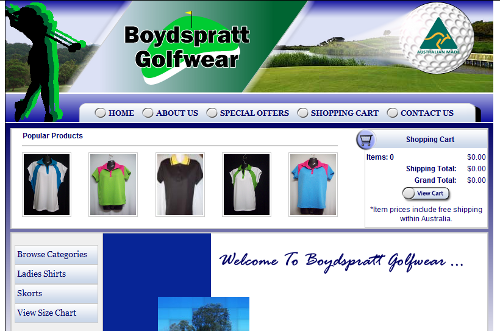 Boydspratt
Golfwear
AUSTRALIAN MADE
HOME ABOUT US SPECIAL OFFERS SHOPPING CART CONTACT US
Popular Products
Shopping Cart
Items: 0 $0.00
Shipping Total: $0.00
Grand Total: $0.00
View Cart
*Item prices include free shipping
within Australia.
Browse Categories
Ladies Shirts
Skorts
View Size Chart
Welcome To Boydspratt Golfwear ...